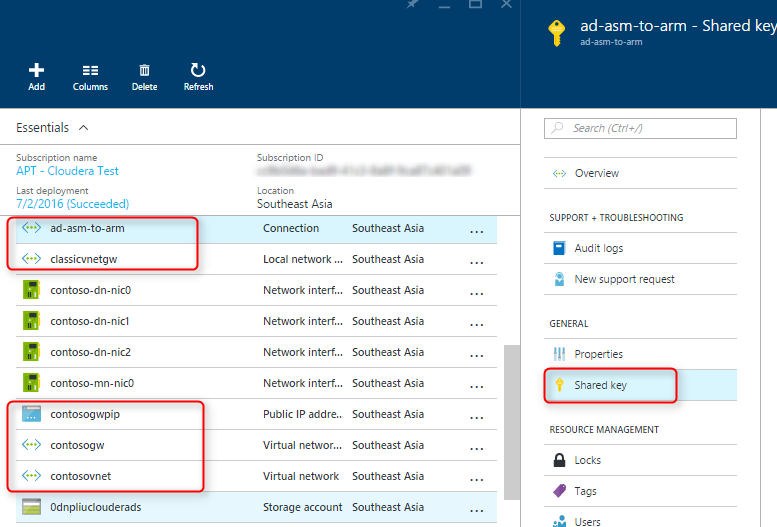 Add Columns Delete Refresh
Essentials
Subscription name Subscription ID
APT - Cloudera Test
Last deployment Location
7/2/2016 (Succeeded) Southeast Asia
ad-asm-to-arm Connection Southeast Asia ...
classicvnetgw Local network ... Southeast Asia ...
contoso-dn-nic0 Network interf... Southeast Asia ...
contoso-dn-nic1 Network interf... Southeast Asia ...
contoso-dn-nic2 Network interf... Southeast Asia ...
contoso-mn-nic0 Network interf... Southeast Asia ...
contosogwpip Public IP addre... Southeast Asia ...
contosogw Virtual networ... Southeast Asia ...
contosovnet Virtual network Southeast Asia ...
0dnpliuclouderads Storage account Southeast Asia ...
ad-asm-to-arm - Shared key
ad-asm-to-arm
Search (Ctrl+/)
Overview
SUPPORT + TROUBLESHOOTING
Audit logs
New support request
GENERAL
Properties
Shared key
RESOURCE MANAGEMENT
Locks
Tags
Users